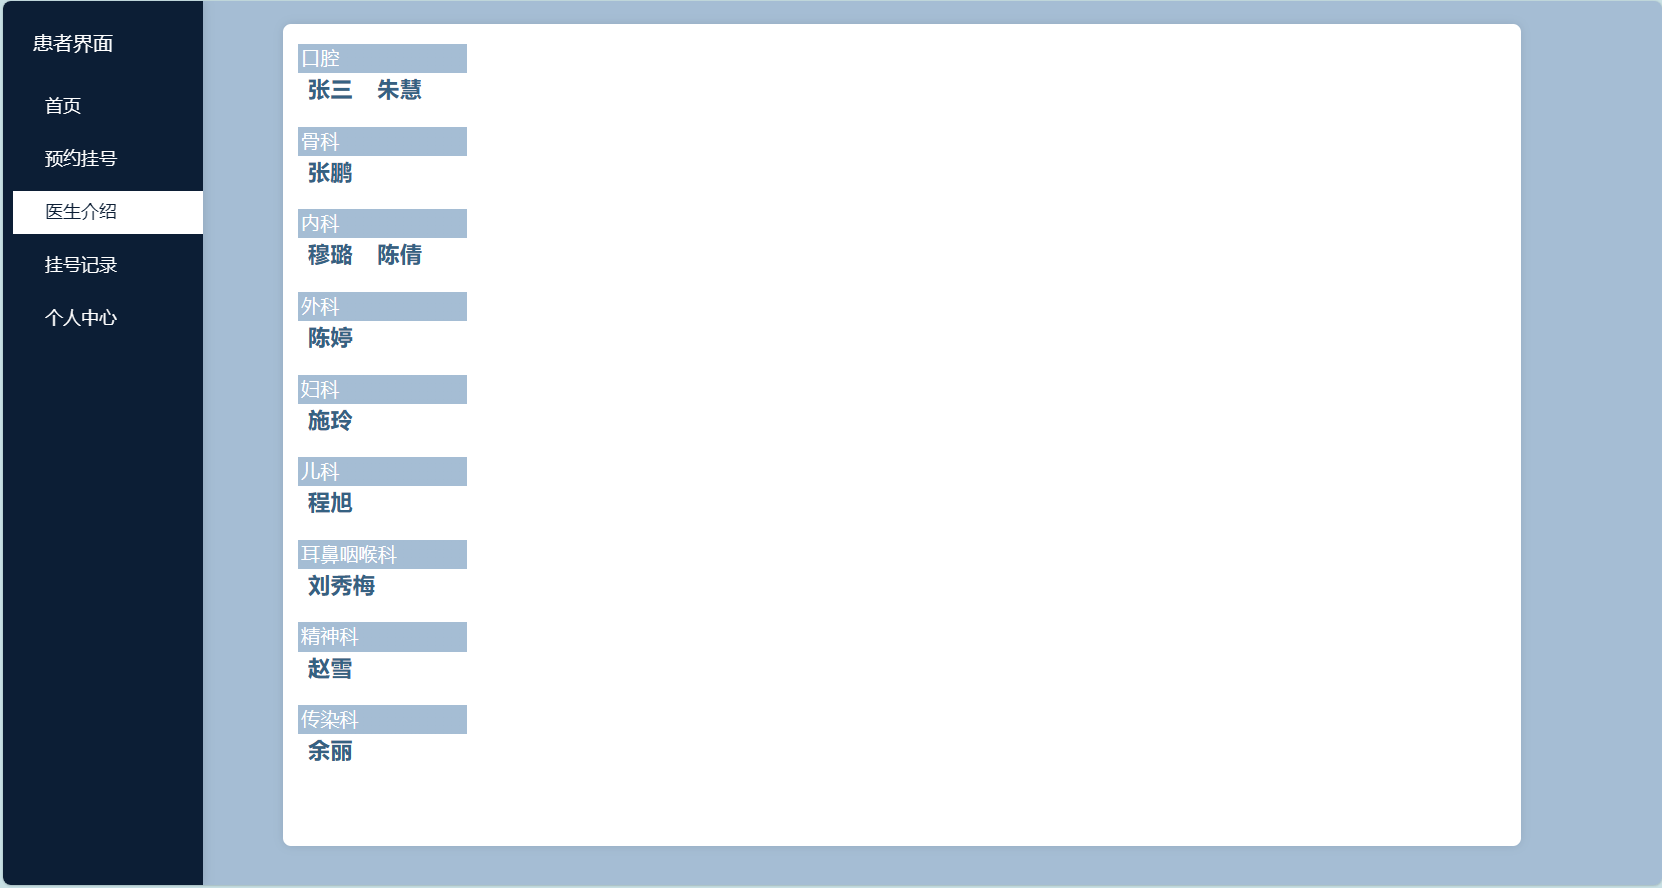 患者界面
首页
预约挂号
医生介绍
挂号记录
个人中心
口腔
张三 朱慧
骨科
张鹏
内科
穆璐 陈倩
外科
陈婷
妇科
施玲
儿科
程旭
耳鼻咽喉科
刘秀梅
精神科
赵雪
传染科
余丽